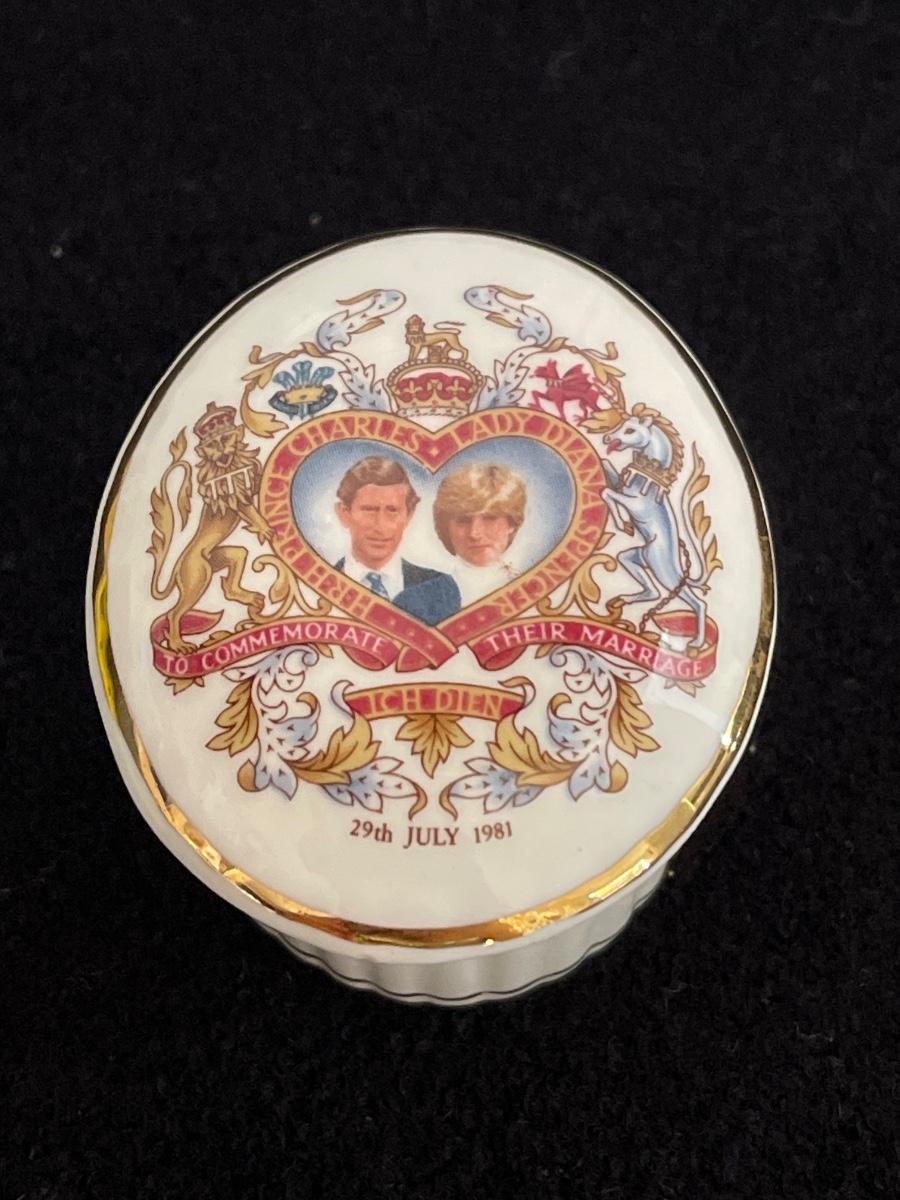 H.R.H. PRINCE CHARLES · LADY DIANA SPENCER
TO COMMEMORATE THEIR MARRIAGE
ICH DIEN
29th JULY 1981